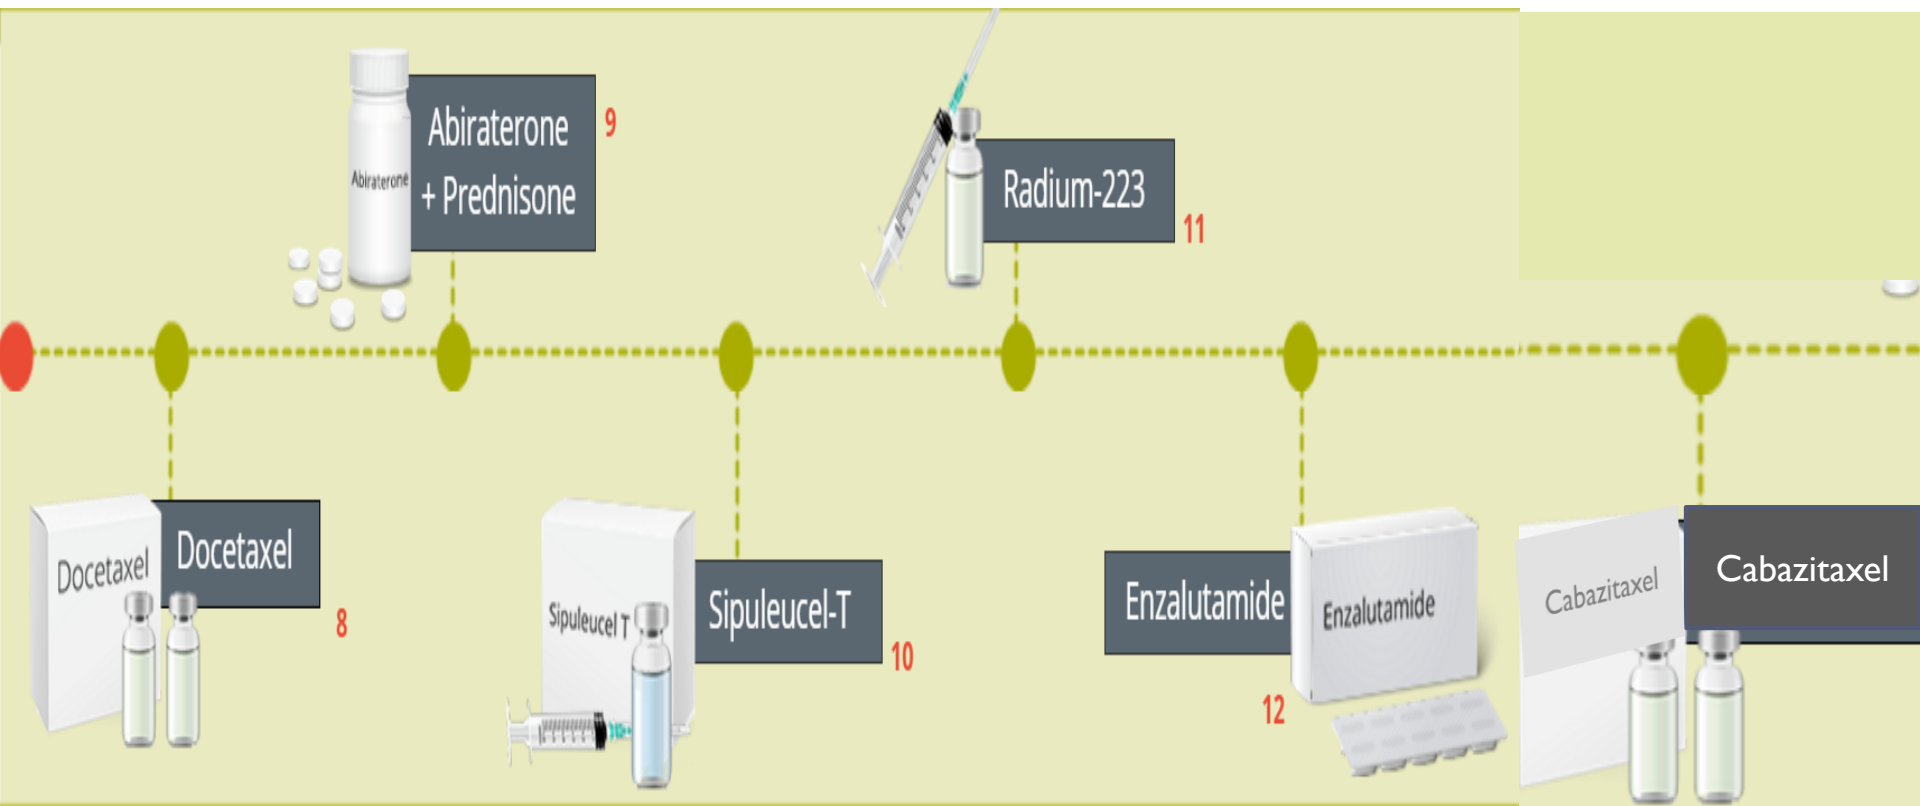 Abiraterone
+ Prednisone
9
Abiraterone
Radium-223
11
Docetaxel
Docetaxel
8
Sipuleucel T
Sipuleucel-T
10
Enzalutamide
Enzalutamide
12
Cabazitaxel
Cabazitaxel